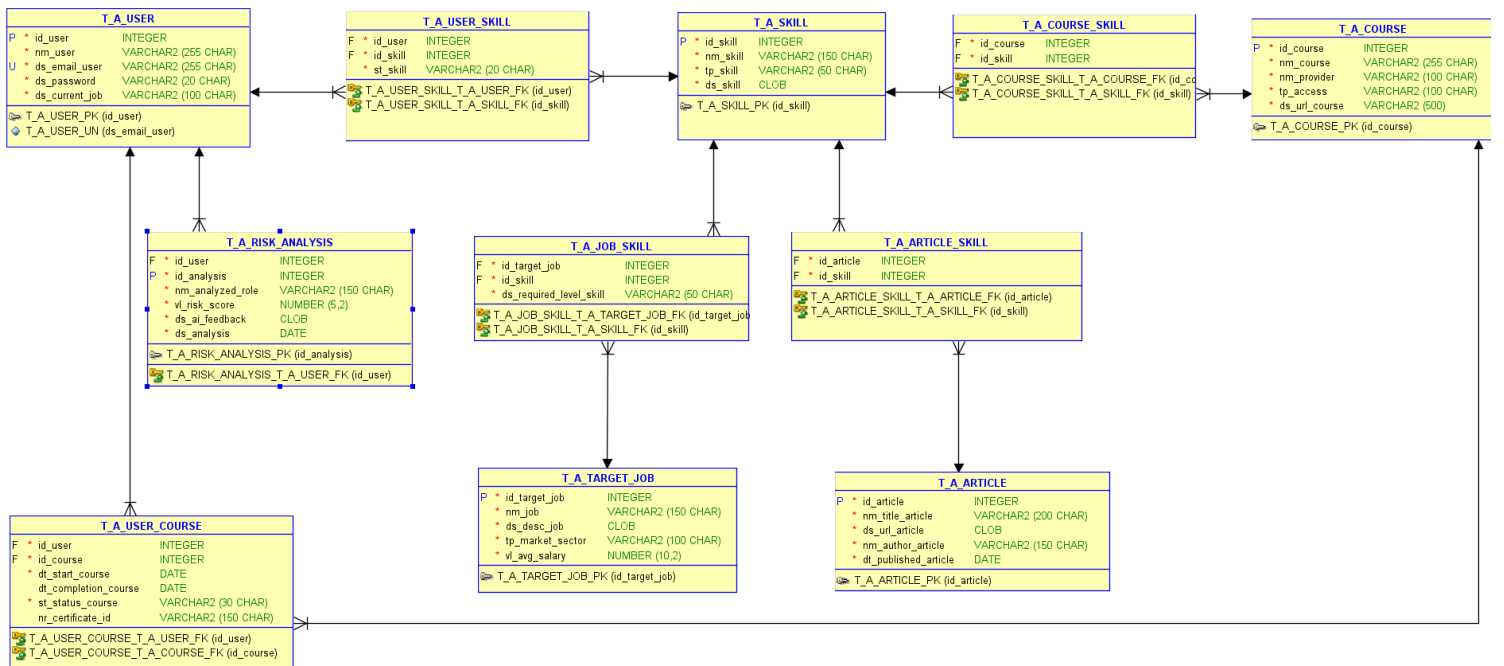 T_A_USER
P * id_user INTEGER
* nm_user VARCHAR2 (255 CHAR)
U * ds_email_user VARCHAR2 (255 CHAR)
* ds_password VARCHAR2 (20 CHAR)
* ds_current_job VARCHAR2 (100 CHAR)
T_A_USER_PK (id_user)
T_A_USER_UN (ds_email_user)
T_A_USER_SKILL
F * id_user INTEGER
F * id_skill INTEGER
* st_skill VARCHAR2 (20 CHAR)
T_A_USER_SKILL_T_A_USER_FK (id_user)
T_A_USER_SKILL_T_A_SKILL_FK (id_skill)
T_A_SKILL
P * id_skill INTEGER
* nm_skill VARCHAR2 (150 CHAR)
* tp_skill VARCHAR2 (50 CHAR)
* ds_skill CLOB
T_A_SKILL_PK (id_skill)
T_A_COURSE_SKILL
F * id_course INTEGER
F * id_skill INTEGER
T_A_COURSE_SKILL_T_A_COURSE_FK (id_co
T_A_COURSE_SKILL_T_A_SKILL_FK (id_skill)
T_A_COURSE
P * id_course INTEGER
* nm_course VARCHAR2 (255 CHAR)
* nm_provider VARCHAR2 (100 CHAR)
* tp_access VARCHAR2 (100 CHAR)
* ds_url_course VARCHAR2 (500)
T_A_COURSE_PK (id_course)
T_A_RISK_ANALYSIS
F * id_user INTEGER
P * id_analysis INTEGER
* nm_analyzed_role VARCHAR2 (150 CHAR)
* vl_risk_score NUMBER (5,2)
* ds_ai_feedback CLOB
* ds_analysis DATE
T_A_RISK_ANALYSIS_PK (id_analysis)
T_A_RISK_ANALYSIS_T_A_USER_FK (id_user)
T_A_JOB_SKILL
F * id_target_job INTEGER
F * id_skill INTEGER
* ds_required_level_skill VARCHAR2 (50 CHAR)
T_A_JOB_SKILL_T_A_TARGET_JOB_FK (id_target_job
T_A_JOB_SKILL_T_A_SKILL_FK (id_skill)
T_A_ARTICLE_SKILL
F * id_article INTEGER
F * id_skill INTEGER
T_A_ARTICLE_SKILL_T_A_ARTICLE_FK (id_article)
T_A_ARTICLE_SKILL_T_A_SKILL_FK (id_skill)
T_A_TARGET_JOB
P * id_target_job INTEGER
* nm_job VARCHAR2 (150 CHAR)
* ds_desc_job CLOB
* tp_market_sector VARCHAR2 (100 CHAR)
* vl_avg_salary NUMBER (10,2)
T_A_TARGET_JOB_PK (id_target_job)
T_A_ARTICLE
P * id_article INTEGER
* nm_title_article VARCHAR2 (200 CHAR)
* ds_url_article CLOB
* nm_author_article VARCHAR2 (150 CHAR)
* dt_published_article DATE
T_A_ARTICLE_PK (id_article)
T_A_USER_COURSE
F * id_user INTEGER
F * id_course INTEGER
* dt_start_course DATE
dt_completion_course DATE
* st_status_course VARCHAR2 (30 CHAR)
nr_certificate_id VARCHAR2 (150 CHAR)
T_A_USER_COURSE_T_A_USER_FK (id_user)
T_A_USER_COURSE_T_A_COURSE_FK (id_course)